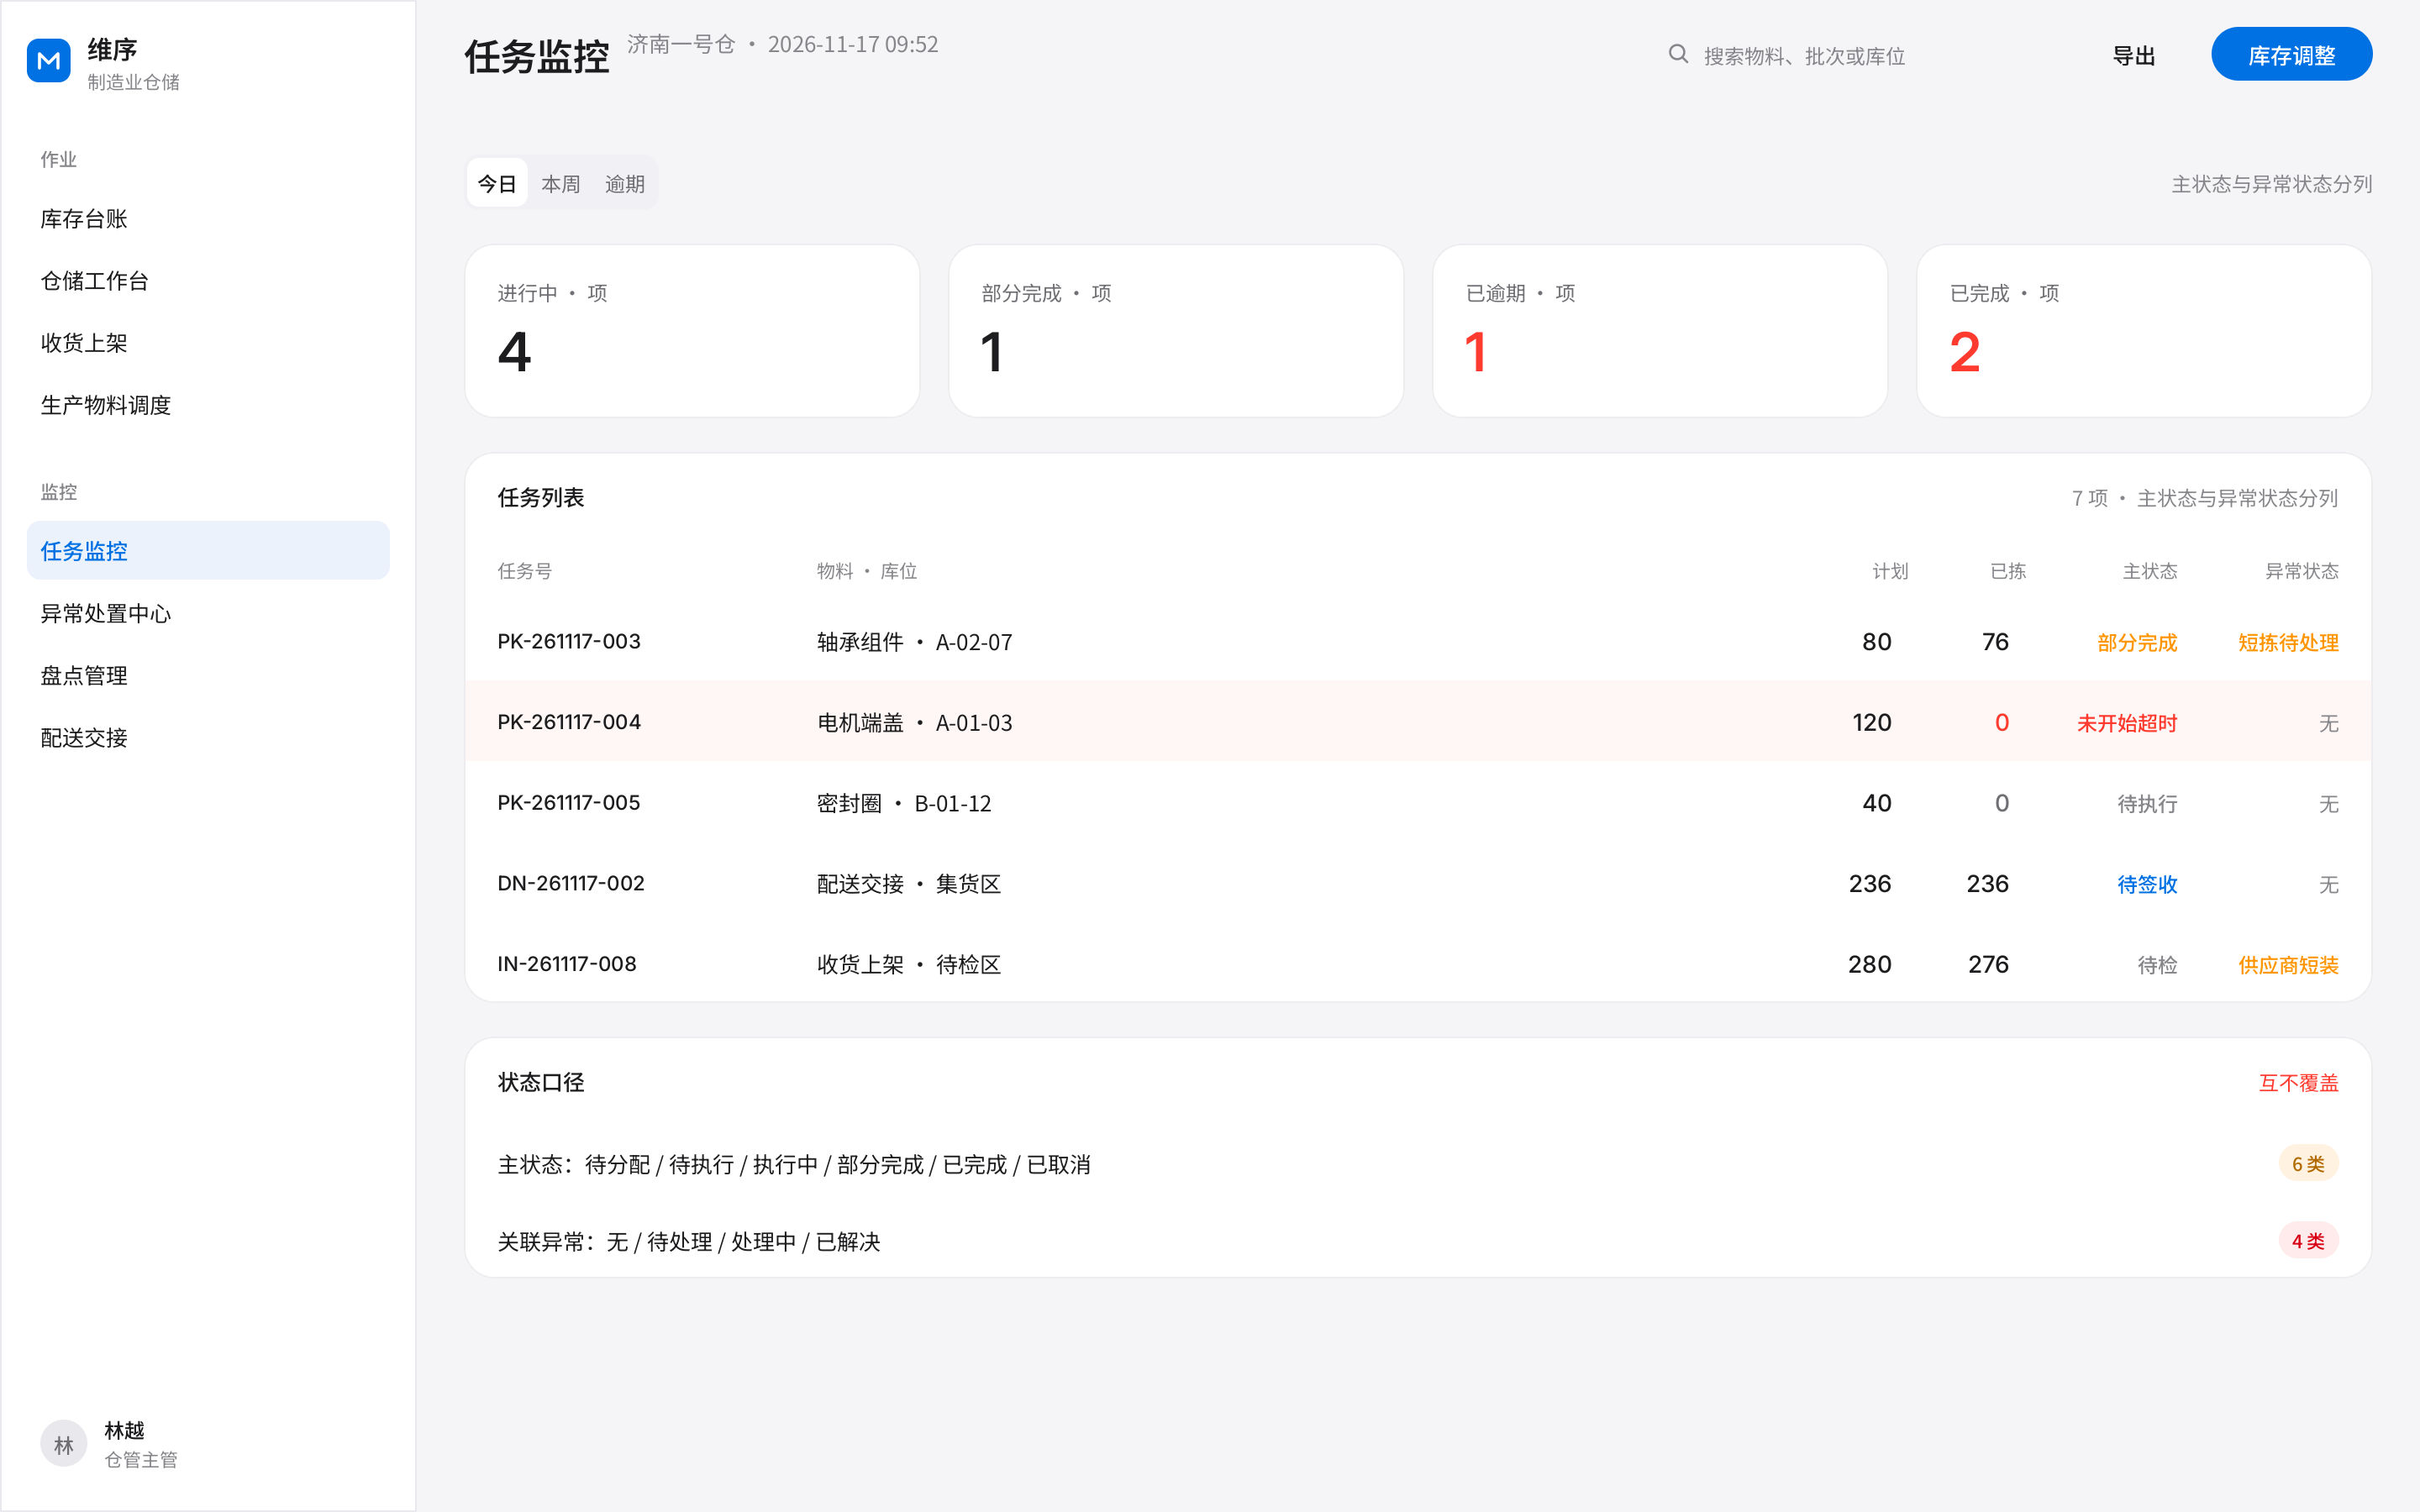 维序
制造业仓储
作业
库存台账
仓储工作台
收货上架
生产物料调度
监控
任务监控
异常处置中心
盘点管理
配送交接
林
林越
仓管主管
任务监控 济南一号仓 · 2026-11-17 09:52
搜索物料、批次或库位 导出 库存调整
今日 本周 逾期 主状态与异常状态分列
进行中 · 项
4
部分完成 · 项
1
已逾期 · 项
1
已完成 · 项
2
任务列表 7 项 · 主状态与异常状态分列
任务号 物料 · 库位 计划 已拣 主状态 异常状态
PK-261117-003 轴承组件 · A-02-07 80 76 部分完成 短拣待处理
PK-261117-004 电机端盖 · A-01-03 120 0 未开始超时 无
PK-261117-005 密封圈 · B-01-12 40 0 待执行 无
DN-261117-002 配送交接 · 集货区 236 236 待签收 无
IN-261117-008 收货上架 · 待检区 280 276 待检 供应商短装
状态口径 互不覆盖
主状态：待分配 / 待执行 / 执行中 / 部分完成 / 已完成 / 已取消 6 类
关联异常：无 / 待处理 / 处理中 / 已解决 4 类